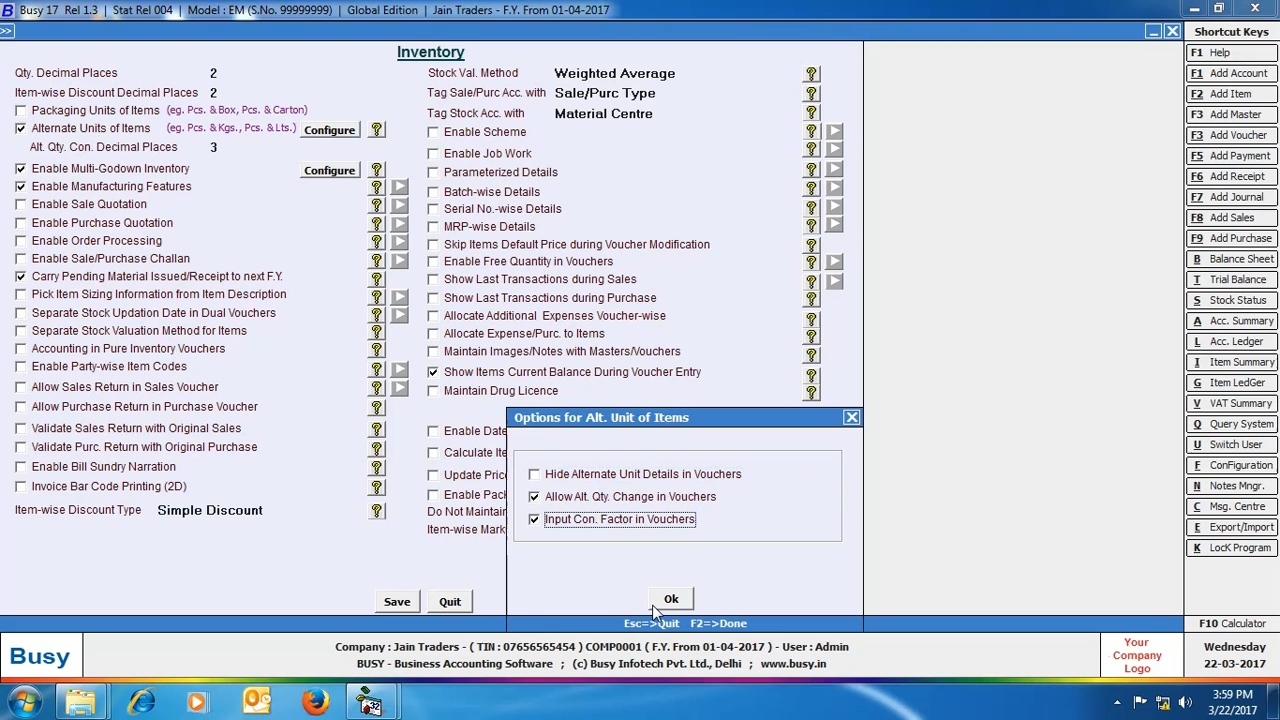 Busy 17 Rel 1.3 | Stat Rel 004 | Model : EM (S.No. 99999999) | Global Edition | Jain Traders - F.Y. From 01-04-2017
>>
Inventory
Qty. Decimal Places 2
Item-wise Discount Decimal Places 2
Packaging Units of Items (eg. Pcs. & Box, Pcs. & Carton)
Alternate Units of Items (eg. Pcs & Kgs., Pcs. & Lts.) Configure ?
Alt. Qty. Con. Decimal Places 3
Enable Multi-Godown Inventory Configure ?
Enable Manufacturing Features ?
Enable Sale Quotation ?
Enable Purchase Quotation ?
Enable Order Processing ?
Enable Sale/Purchase Challan ?
Carry Pending Material Issued/Receipt to next F.Y. ?
Pick Item Sizing Information from Item Description ?
Separate Stock Updation Date in Dual Vouchers ?
Separate Stock Valuation Method for Items ?
Accounting in Pure Inventory Vouchers ?
Enable Party-wise Item Codes ?
Allow Sales Return in Sales Voucher ?
Allow Purchase Return in Purchase Voucher ?
Validate Sales Return with Original Sales ?
Validate Purc. Return with Original Purchase ?
Enable Bill Sundry Narration ?
Invoice Bar Code Printing (2D) ?
Item-wise Discount Type Simple Discount ?
Stock Val. Method Weighted Average ?
Tag Sale/Purc Acc. with Sale/Purc Type ?
Tag Stock Acc. with Material Centre ?
Enable Scheme ?
Enable Job Work ?
Parameterized Details ?
Batch-wise Details ?
Serial No.-wise Details ?
MRP-wise Details ?
Skip Items Default Price during Voucher Modification ?
Enable Free Quantity in Vouchers ?
Show Last Transactions during Sales ?
Show Last Transactions during Purchase ?
Allocate Additional Expenses Voucher-wise ?
Allocate Expense/Purc. to Items ?
Maintain Images/Notes with Masters/Vouchers ?
Show Items Current Balance During Voucher Entry ?
Maintain Drug Licence ?
Enable Date
Calculate Ite
Update Price
Enable Pack
Do Not Maintain
Item-wise Mark
Save Quit
Options for Alt. Unit of Items
Hide Alternate Unit Details in Vouchers
Allow Alt. Qty. Change in Vouchers
Input Con. Factor in Vouchers
Ok
Esc=>Quit F2=>Done
Shortcut Keys
F1 Help
F1 Add Account
F2 Add Item
F3 Add Master
F3 Add Voucher
F5 Add Payment
F6 Add Receipt
F7 Add Journal
F8 Add Sales
F9 Add Purchase
B Balance Sheet
T Trial Balance
S Stock Status
A Acc. Summary
L Acc. Ledger
I Item Summary
G Item LedGer
V VAT Summary
Q Query System
U Switch User
F ConFiguration
N Notes Mngr.
C Msg. Centre
E Export/Import
K LocK Program
F10 Calculator
Busy
Company : Jain Traders - ( TIN : 07656565454 ) COMP0001 ( F.Y. From 01-04-2017 ) - User : Admin
BUSY - Business Accounting Software ; (c) Busy Infotech Pvt. Ltd., Delhi ; www.busy.in
Your
Company
Logo
Wednesday
22-03-2017
32
3:59 PM
3/22/2017